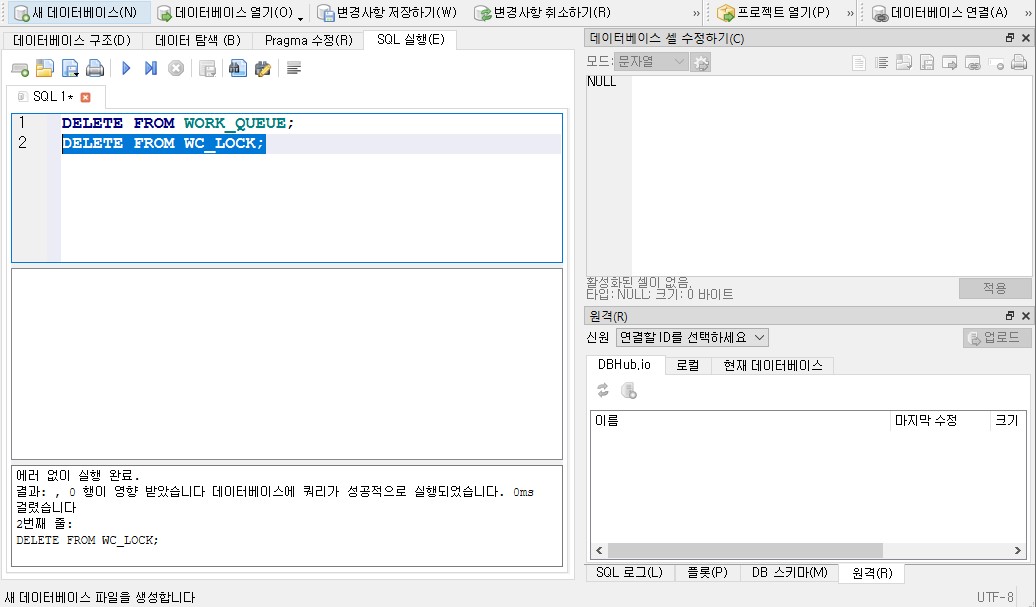 새 데이터베이스(N) 데이터베이스 열기(O) 변경사항 저장하기(W) 변경사항 취소하기(R) » 프로젝트 열기(P) » 데이터베이스 연결(A) »
데이터베이스 구조(D) 데이터 탐색 (B) Pragma 수정(R) SQL 실행(E)
SQL 1*
1 DELETE FROM WORK_QUEUE;
2 DELETE FROM WC_LOCK;
에러 없이 실행 완료.
결과: , 0 행이 영향 받았습니다 데이터베이스에 쿼리가 성공적으로 실행되었습니다. 0ms
걸렸습니다
2번째 줄:
DELETE FROM WC_LOCK;
데이터베이스 셀 수정하기(C)
모드: 문자열
NULL
활성화된 셀이 없음.
타입: NULL; 크기: 0 바이트
적용
원격(R)
신원 연결할 ID를 선택하세요 업로드
DBHub.io 로컬 현재 데이터베이스
이름 마지막 수정 크기
SQL 로그(L) 플롯(P) DB 스키마(M) 원격(R)
새 데이터베이스 파일을 생성합니다 UTF-8